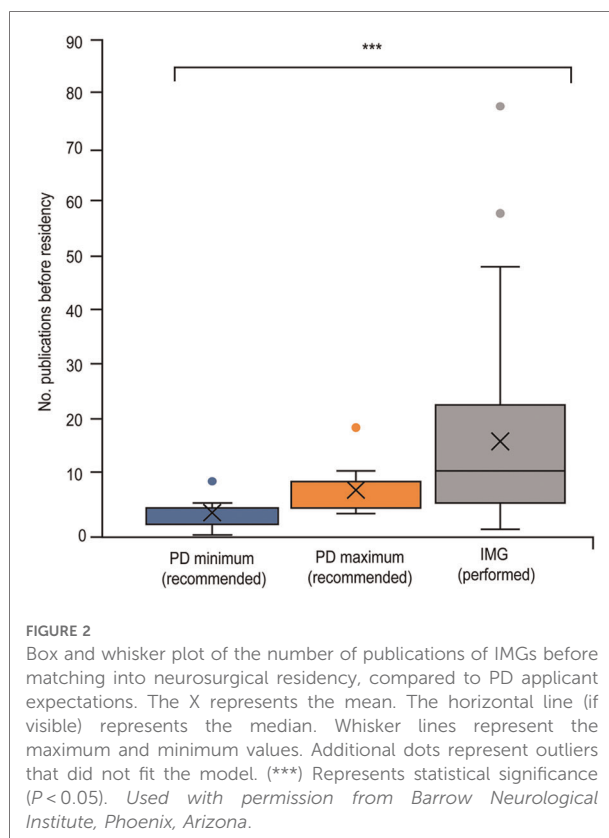 90
***
80
70
60
50
40
30
20
10
0
No. publications before residency
PD minimum
(recommended)
PD maximum
(recommended)
IMG
(performed)
FIGURE 2
Box and whisker plot of the number of publications of IMGs before
matching into neurosurgical residency, compared to PD applicant
expectations. The X represents the mean. The horizontal line (if
visible) represents the median. Whisker lines represent the
maximum and minimum values. Additional dots represent outliers
that did not fit the model. (***) Represents statistical significance
(P < 0.05). Used with permission from Barrow Neurological
Institute, Phoenix, Arizona.